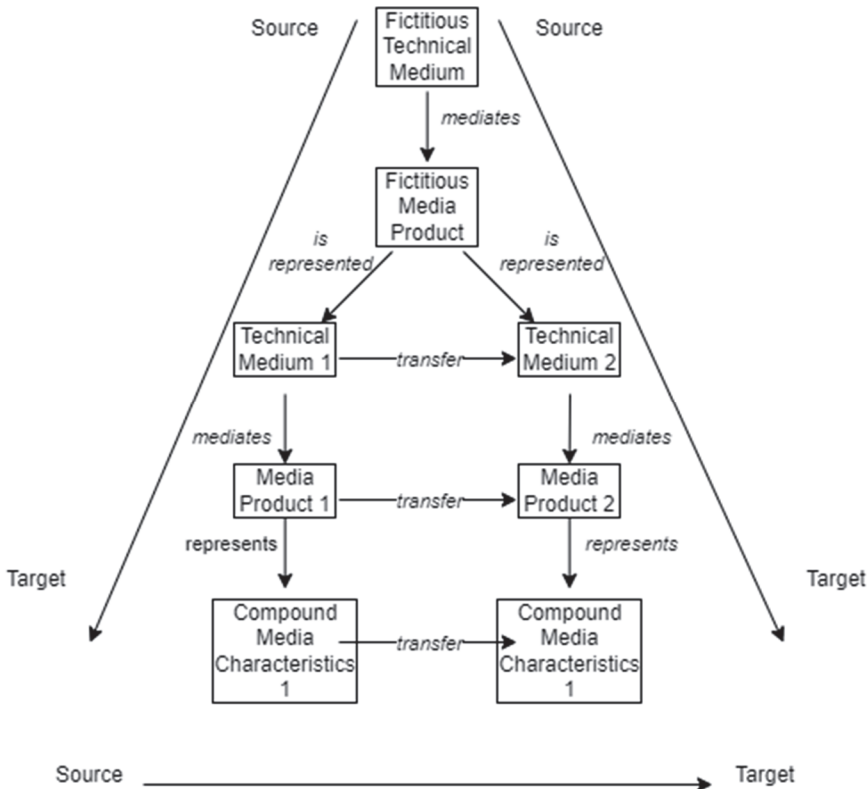 Source
Fictitious
Technical
Medium
Source
mediates
Fictitious
Media
Product
is
represented
is
represented
Technical
Medium 1
transfer
Technical
Medium 2
mediates
mediates
Media
Product 1
transfer
Media
Product 2
represents
represents
Target
Target
Compound
Media
Characteristics
1
transfer
Compound
Media
Characteristics
1
Source
Target